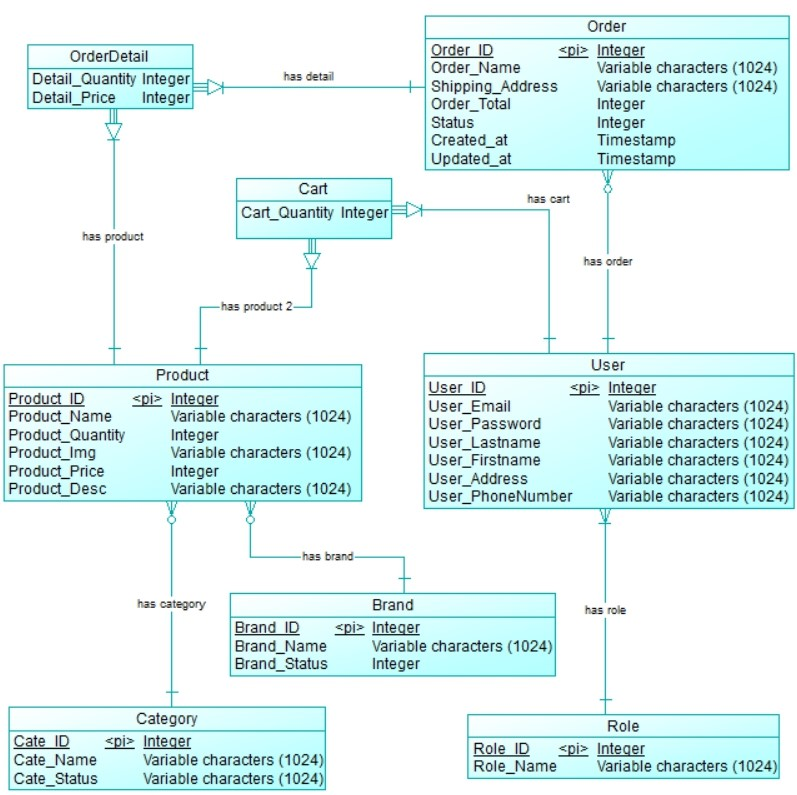 OrderDetail
Detail_Quantity Integer
Detail_Price Integer
has detail
Order
Order_ID <pi> Integer
Order_Name Variable characters (1024)
Shipping_Address Variable characters (1024)
Order_Total Integer
Status Integer
Created_at Timestamp
Updated_at Timestamp
Cart
Cart_Quantity Integer
has cart
has product
has order
has product 2
Product
Product_ID <pi> Integer
Product_Name Variable characters (1024)
Product_Quantity Integer
Product_Img Variable characters (1024)
Product_Price Integer
Product_Desc Variable characters (1024)
User
User_ID <pi> Integer
User_Email Variable characters (1024)
User_Password Variable characters (1024)
User_Lastname Variable characters (1024)
User_Firstname Variable characters (1024)
User_Address Variable characters (1024)
User_PhoneNumber Variable characters (1024)
has brand
has category
has role
Brand
Brand_ID <pi> Integer
Brand_Name Variable characters (1024)
Brand_Status Integer
Category
Cate_ID <pi> Integer
Cate_Name Variable characters (1024)
Cate_Status Variable characters (1024)
Role
Role_ID <pi> Integer
Role_Name Variable characters (1024)